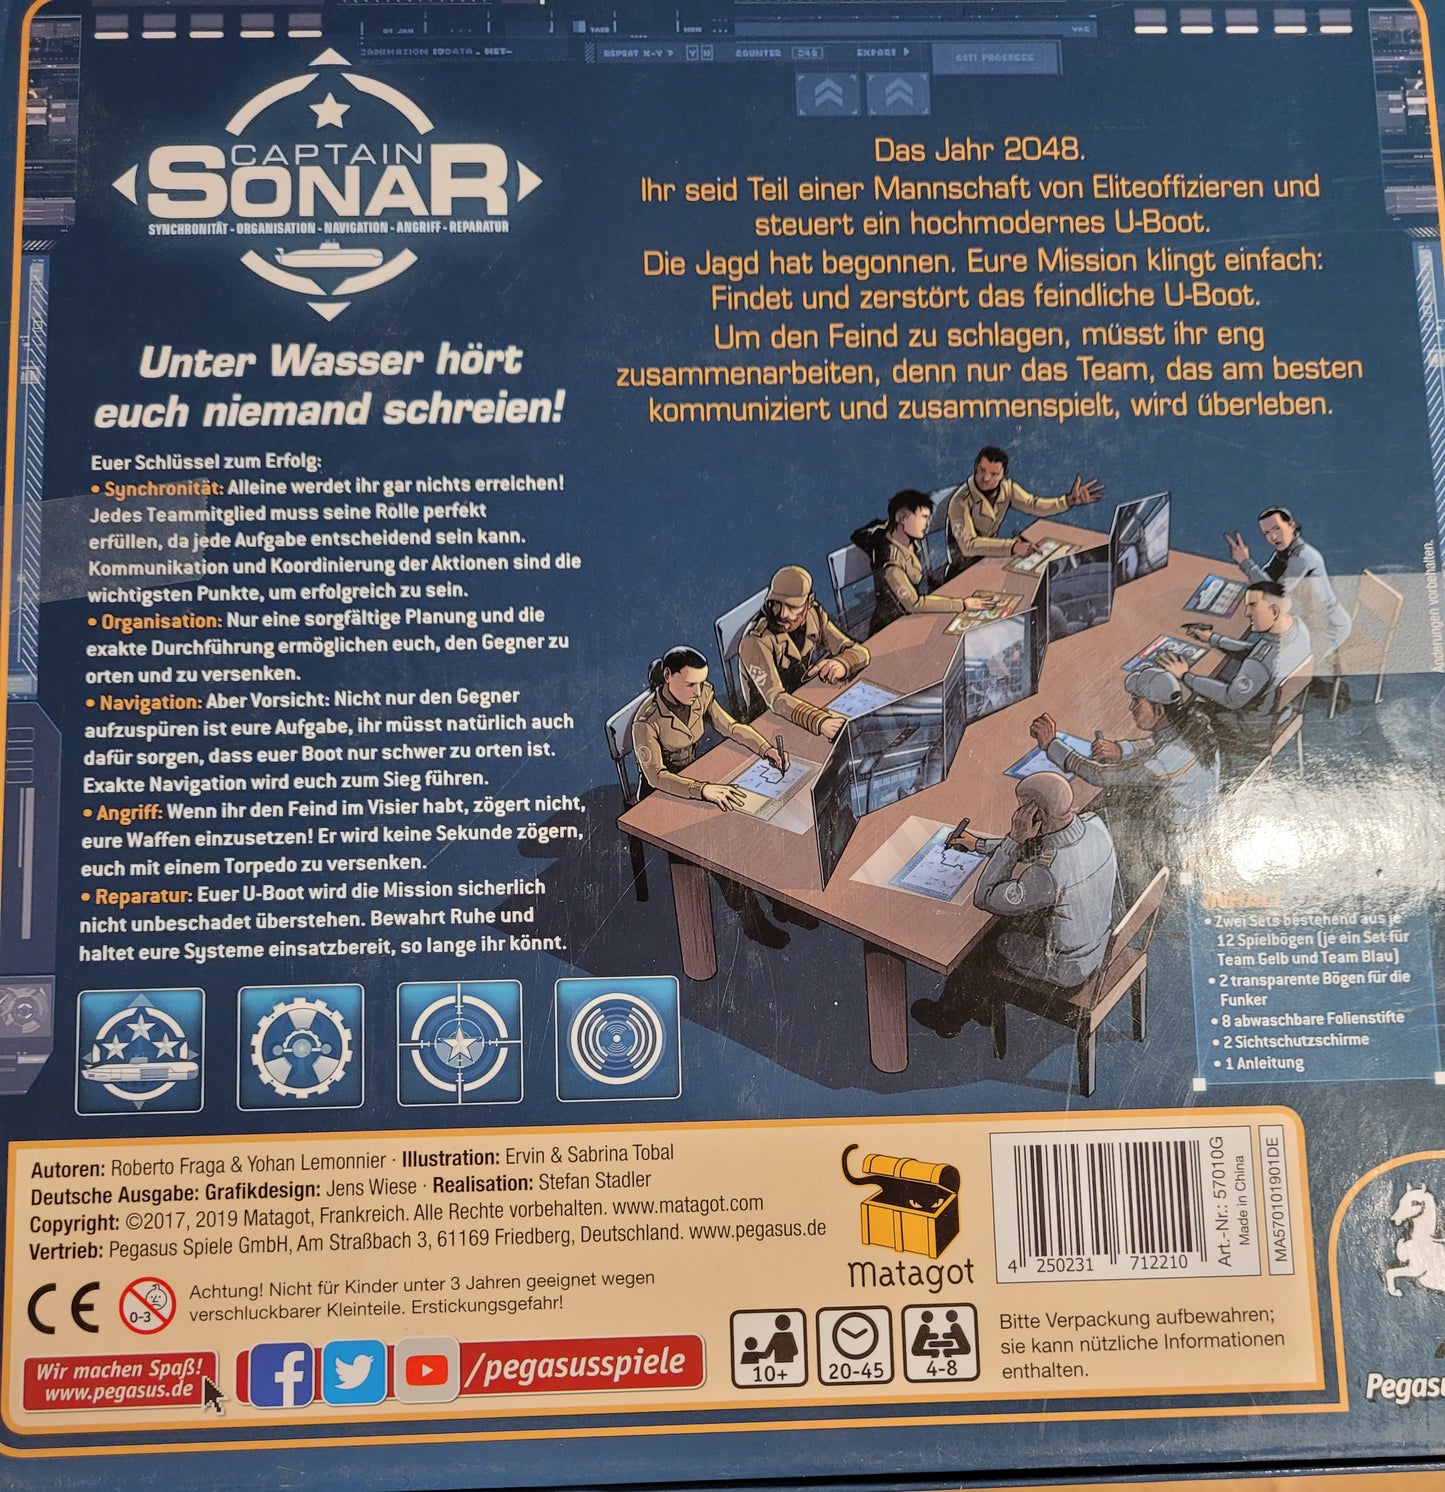 01 JAN
TAKE
MON
VAC
REPEAT X-Y ?
Y N
COUNTER
EXPORT
CAPTAIN
SONAR
SYNCHRONITÄT - ORGANISATION - NAVIGATION - ANGRIFF - REPARATUR
Unter Wasser hört
euch niemand schreien!
Euer Schlüssel zum Erfolg:
• Synchronität: Alleine werdet ihr gar nichts erreichen!
Jedes Teammitglied muss seine Rolle perfekt
erfüllen, da jede Aufgabe entscheidend sein kann.
Kommunikation und Koordinierung der Aktionen sind die
wichtigsten Punkte, um erfolgreich zu sein.
• Organisation: Nur eine sorgfältige Planung und die
exakte Durchführung ermöglichen euch, den Gegner zu
orten und zu versenken.
• Navigation: Aber Vorsicht: Nicht nur den Gegner
aufzuspüren ist eure Aufgabe, ihr müsst natürlich auch
dafür sorgen, dass euer Boot nur schwer zu orten ist.
Exakte Navigation wird euch zum Sieg führen.
• Angriff: Wenn ihr den Feind im Visier habt, zögert nicht,
eure Waffen einzusetzen! Er wird keine Sekunde zögern,
euch mit einem Torpedo zu versenken.
• Reparatur: Euer U-Boot wird die Mission sicherlich
nicht unbeschadet überstehen. Bewahrt Ruhe und
haltet eure Systeme einsatzbereit, so lange ihr könnt.
Das Jahr 2048.
Ihr seid Teil einer Mannschaft von Eliteoffizieren und
steuert ein hochmodernes U-Boot.
Die Jagd hat begonnen. Eure Mission klingt einfach:
Findet und zerstört das feindliche U-Boot.
Um den Feind zu schlagen, müsst ihr eng
zusammenarbeiten, denn nur das Team, das am besten
kommuniziert und zusammenspielt, wird überleben.
Änderungen vorbehalten.
INHALT
• Zwei Sets bestehend aus je
12 Spielbögen (je ein Set für
Team Gelb und Team Blau)
• 2 transparente Bögen für die
Funker
• 8 abwaschbare Folienstifte
• 2 Sichtschutzschirme
• 1 Anleitung
Autoren: Roberto Fraga & Yohan Lemonnier · Illustration: Ervin & Sabrina Tobal
Deutsche Ausgabe: Grafikdesign: Jens Wiese · Realisation: Stefan Stadler
Copyright: ©2017, 2019 Matagot, Frankreich. Alle Rechte vorbehalten. www.matagot.com
Vertrieb: Pegasus Spiele GmbH, Am Straßbach 3, 61169 Friedberg, Deutschland. www.pegasus.de
CE
0-3
Achtung! Nicht für Kinder unter 3 Jahren geeignet wegen
verschluckbarer Kleinteile. Erstickungsgefahr!
Wir machen Spaß!
www.pegasus.de
/pegasusspiele
Matagot
10+
20-45
4-8
4 250231 712210
Art.-Nr.: 57010G
Made in China
MA570101901DE
Bitte Verpackung aufbewahren;
sie kann nützliche Informationen
enthalten.
Pegasu